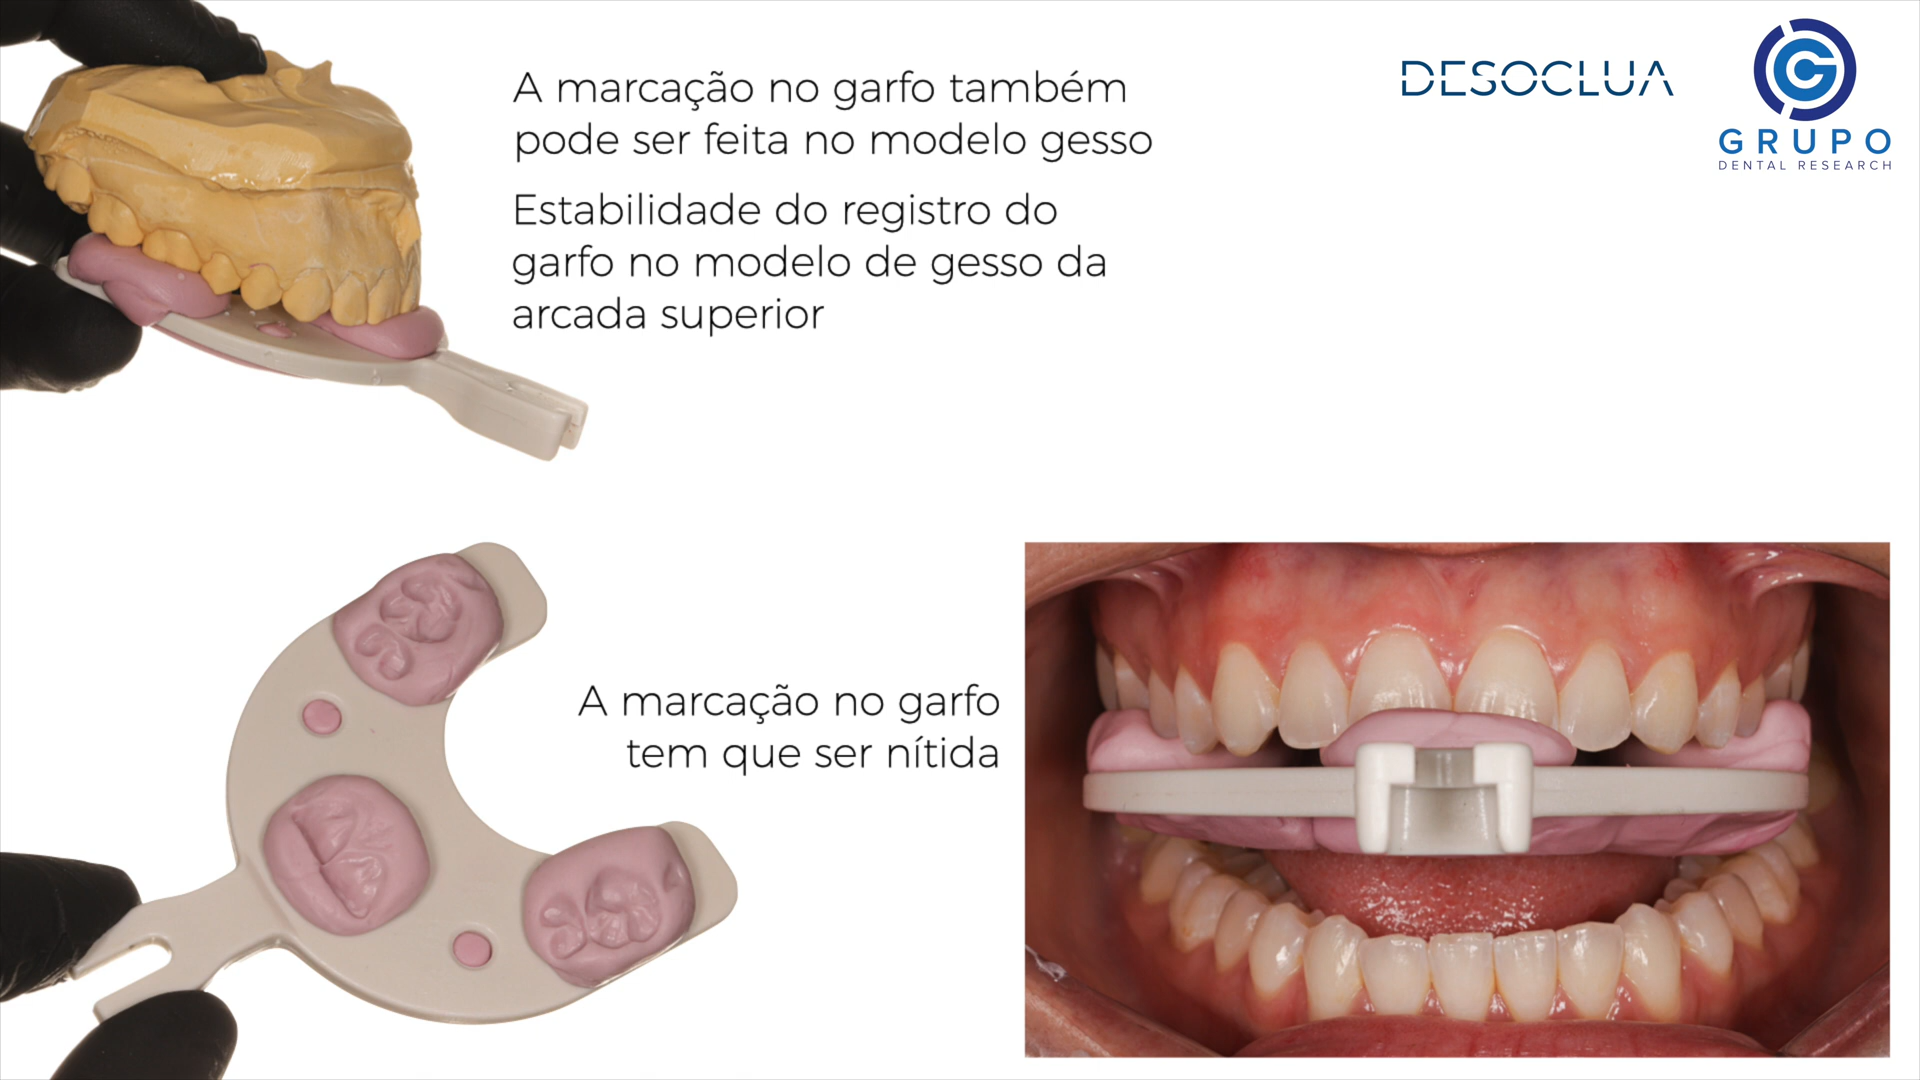 A marcação no garfo também
pode ser feita no modelo gesso
Estabilidade do registro do
garfo no modelo de gesso da
arcada superior
DESOCLUA
GRUPO
DENTAL RESEARCH
A marcação no garfo
tem que ser nítida